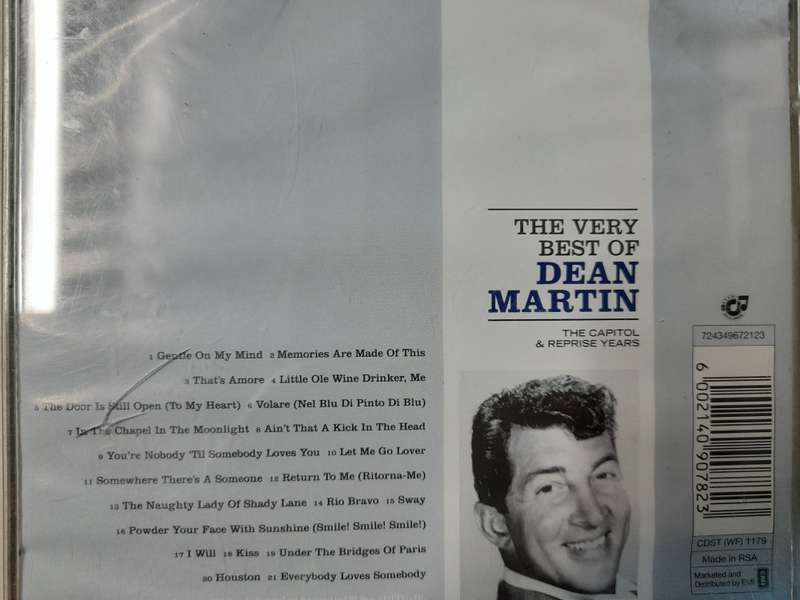 THE VERY
BEST OF
DEAN
MARTIN
THE CAPITOL
& REPRISE YEARS
1 Gentle On My Mind 2 Memories Are Made Of This
3 That's Amore 4 Little Ole Wine Drinker, Me
5 The Door Is Still Open (To My Heart) 6 Volare (Nel Blu Di Pinto Di Blu)
7 In The Chapel In The Moonlight 8 Ain't That A Kick In The Head
9 You're Nobody 'Til Somebody Loves You 10 Let Me Go Lover
11 Somewhere There's A Someone 12 Return To Me (Ritorna-Me)
13 The Naughty Lady Of Shady Lane 14 Rio Bravo 15 Sway
16 Powder Your Face With Sunshine (Smile! Smile! Smile!)
17 I Will 18 Kiss 19 Under The Bridges Of Paris
20 Houston 21 Everybody Loves Somebody
724349672123
6 002140 907823
CDST (WF) 1179
Made in RSA
Marketed and
Distributed by EMI
EMI